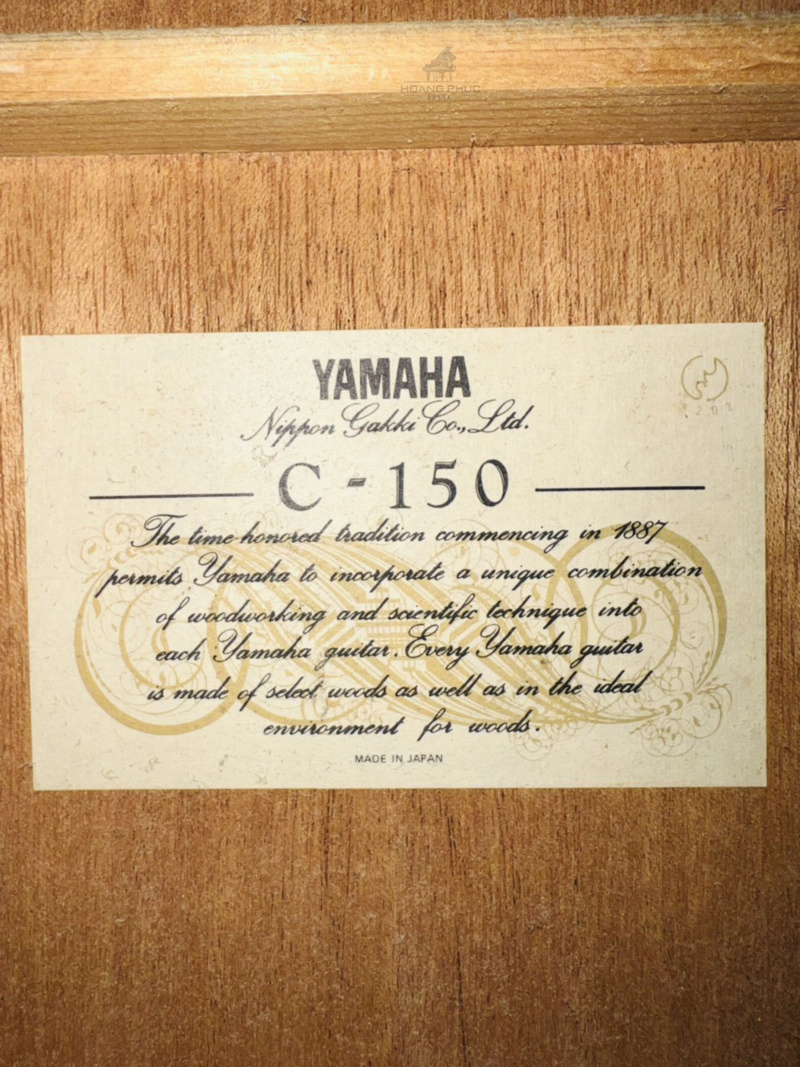 HOANG PHUC
YAMAHA
Nippon Gakki Co., Ltd.
C-150
The time-honored tradition commencing in 1887
permits Yamaha to incorporate a unique combination
of woodworking and scientific technique into
each Yamaha guitar. Every Yamaha guitar
is made of select woods as well as in the ideal
environment for woods.
MADE IN JAPAN